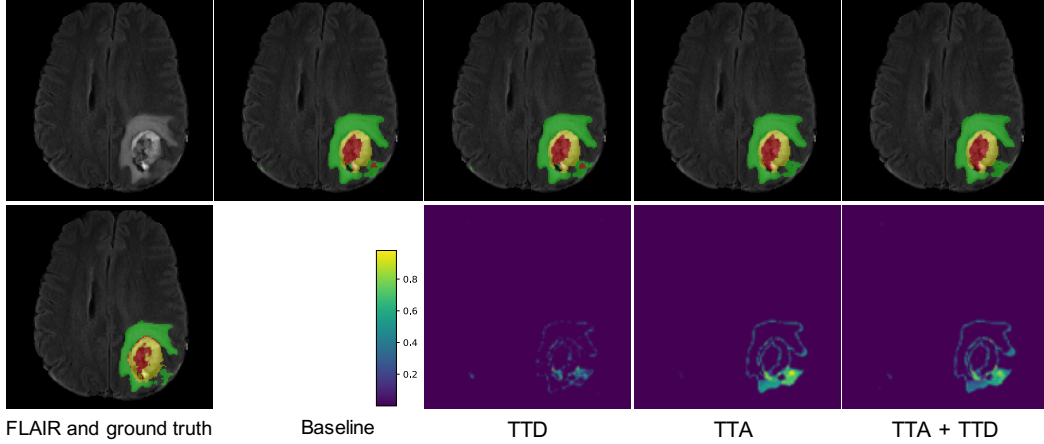 0.8
0.6
0.4
0.2
FLAIR and ground truth
Baseline
TTD
TTA
TTA + TTD